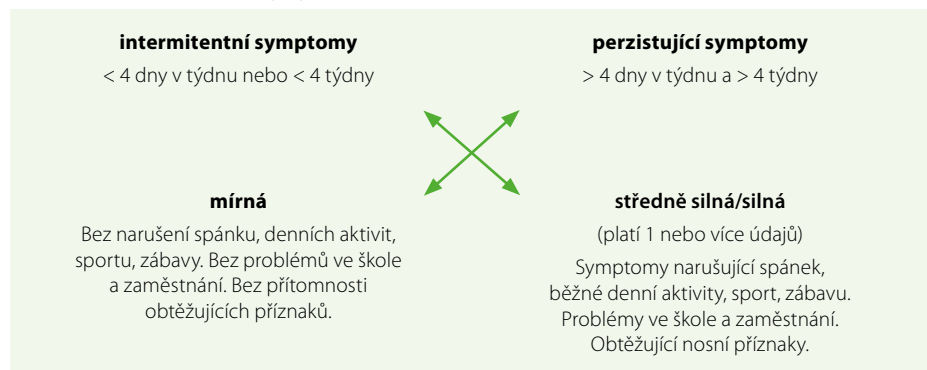 intermitentní symptomy
< 4 dny v týdnu nebo < 4 týdny
perzistující symptomy
> 4 dny v týdnu a > 4 týdny
mírná
Bez narušení spánku, denních aktivit,
sportu, zábavy. Bez problémů ve škole
a zaměstnání. Bez přítomnosti
obtěžujících příznaků.
středně silná/silná
(platí 1 nebo více údajů)
Symptomy narušující spánek,
běžné denní aktivity, sport, zábavu.
Problémy ve škole a zaměstnání.
Obtěžující nosní příznaky.